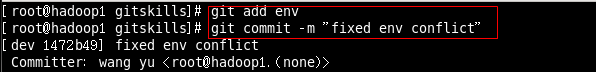 [ root@hadoop1 gitskills]# git add env
[ root@hadoop1 gitskills]# git commit -m ”fixed env conflict”
[ dev 1472b49] fixed env conflict
Committer: wang yu <root@hadoop1.(none)>